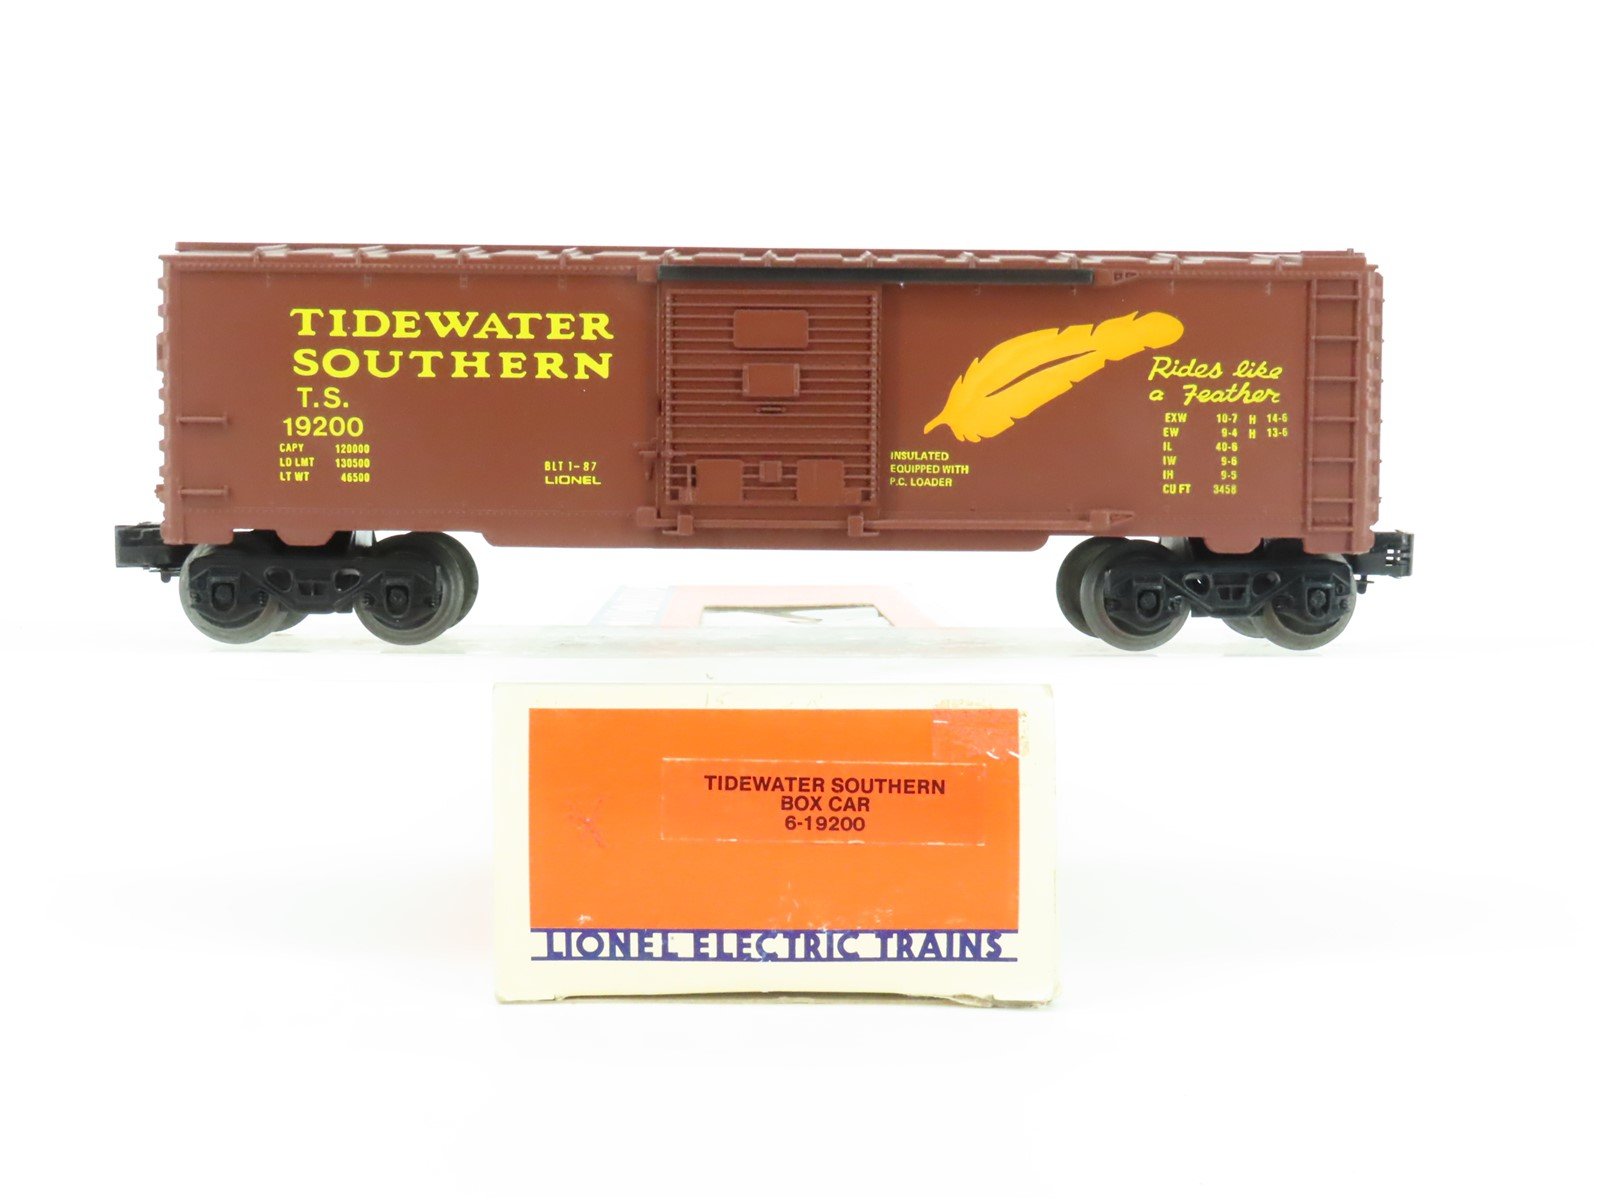 TIDEWATER
SOUTHERN
T.S.
19200
CAPY 120000
LD LMT 130500
LT WT 46500
BLT 1-87
LIONEL
INSULATED
EQUIPPED WITH
P.C. LOADER
Rides like
a Feather
EXW 10-7 H 14-6
EW 9-4 H 13-6
IL 40-6
IW 9-6
IH 9-5
CU FT 3458
TIDEWATER SOUTHERN
BOX CAR
6-19200
LIONEL ELECTRIC TRAINS